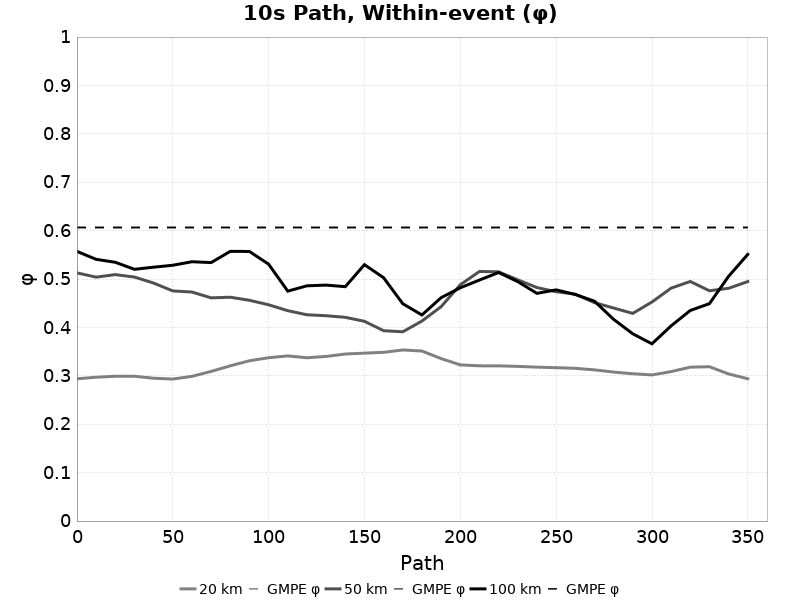 10s Path, Within-event (φ)
1
0.9
0.8
0.7
0.6
0.5
0.4
0.3
0.2
0.1
0
φ
0 50 100 150 200 250 300 350
Path
20 km GMPE φ 50 km GMPE φ 100 km GMPE φ